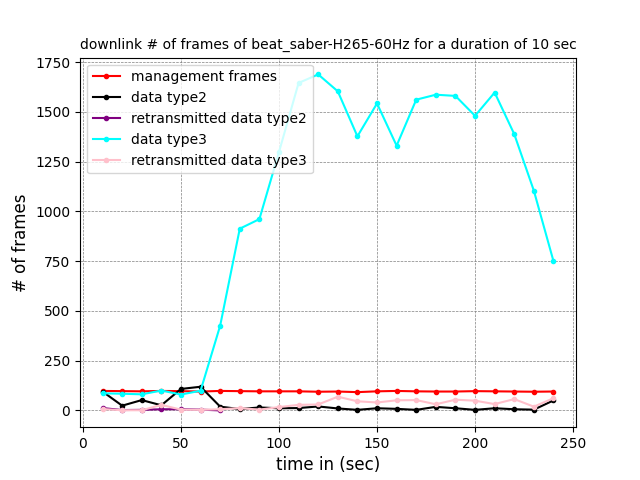 downlink # of frames of beat_saber-H265-60Hz for a duration of 10 sec
1750
1500
1250
1000
750
500
250
0
# of frames
management frames
data type2
retransmitted data type2
data type3
retransmitted data type3
0 50 100 150 200 250
time in (sec)